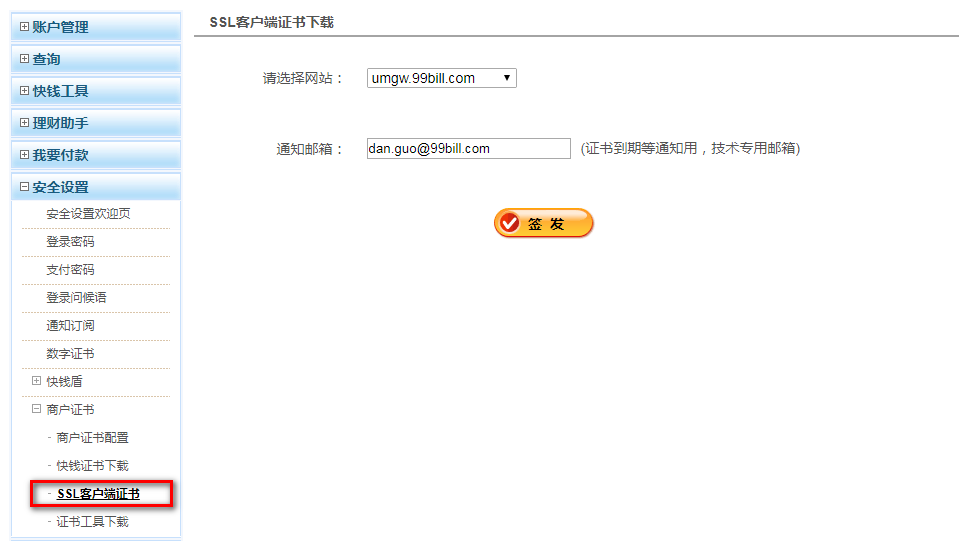 账户管理
查询
快钱工具
理财助手
我要付款
安全设置
安全设置欢迎页
登录密码
支付密码
登录问候语
通知订阅
数字证书
快钱盾
商户证书
- 商户证书配置
- 快钱证书下载
- SSL客户端证书
- 证书工具下载
SSL客户端证书下载
请选择网站： umgw.99bill.com
通知邮箱： dan.guo@99bill.com (证书到期等通知用，技术专用邮箱)
签 发